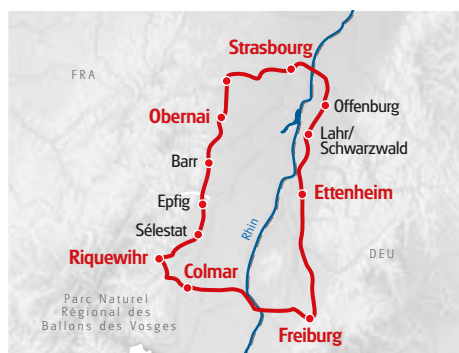 Strasbourg
FRA
Offenburg
Obernai
Lahr/
Schwarzwald
Barr
Ettenheim
Epfig
Sélestat
Rhin
DEU
Riquewihr
Colmar
Parc Naturel
Régional des
Ballons des Vosges
Freiburg